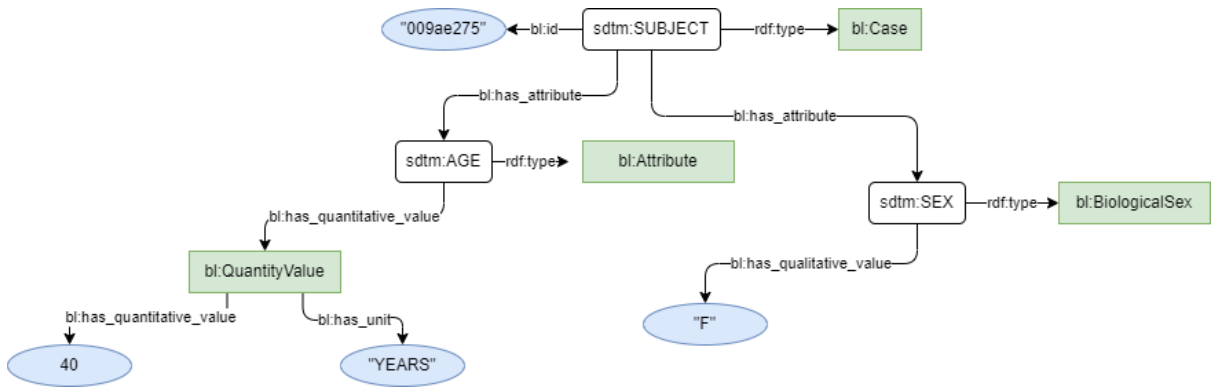 "009ae275"
bl:id
sdtm:SUBJECT
rdf:type
bl:Case
bl:has_attribute
bl:has_attribute
sdtm:AGE
rdf:type
bl:Attribute
sdtm:SEX
rdf:type
bl:BiologicalSex
bl:has_quantitative_value
bl:QuantityValue
bl:has_qualitative_value
bl:has_quantitative_value
bl:has_unit
"F"
40
"YEARS"